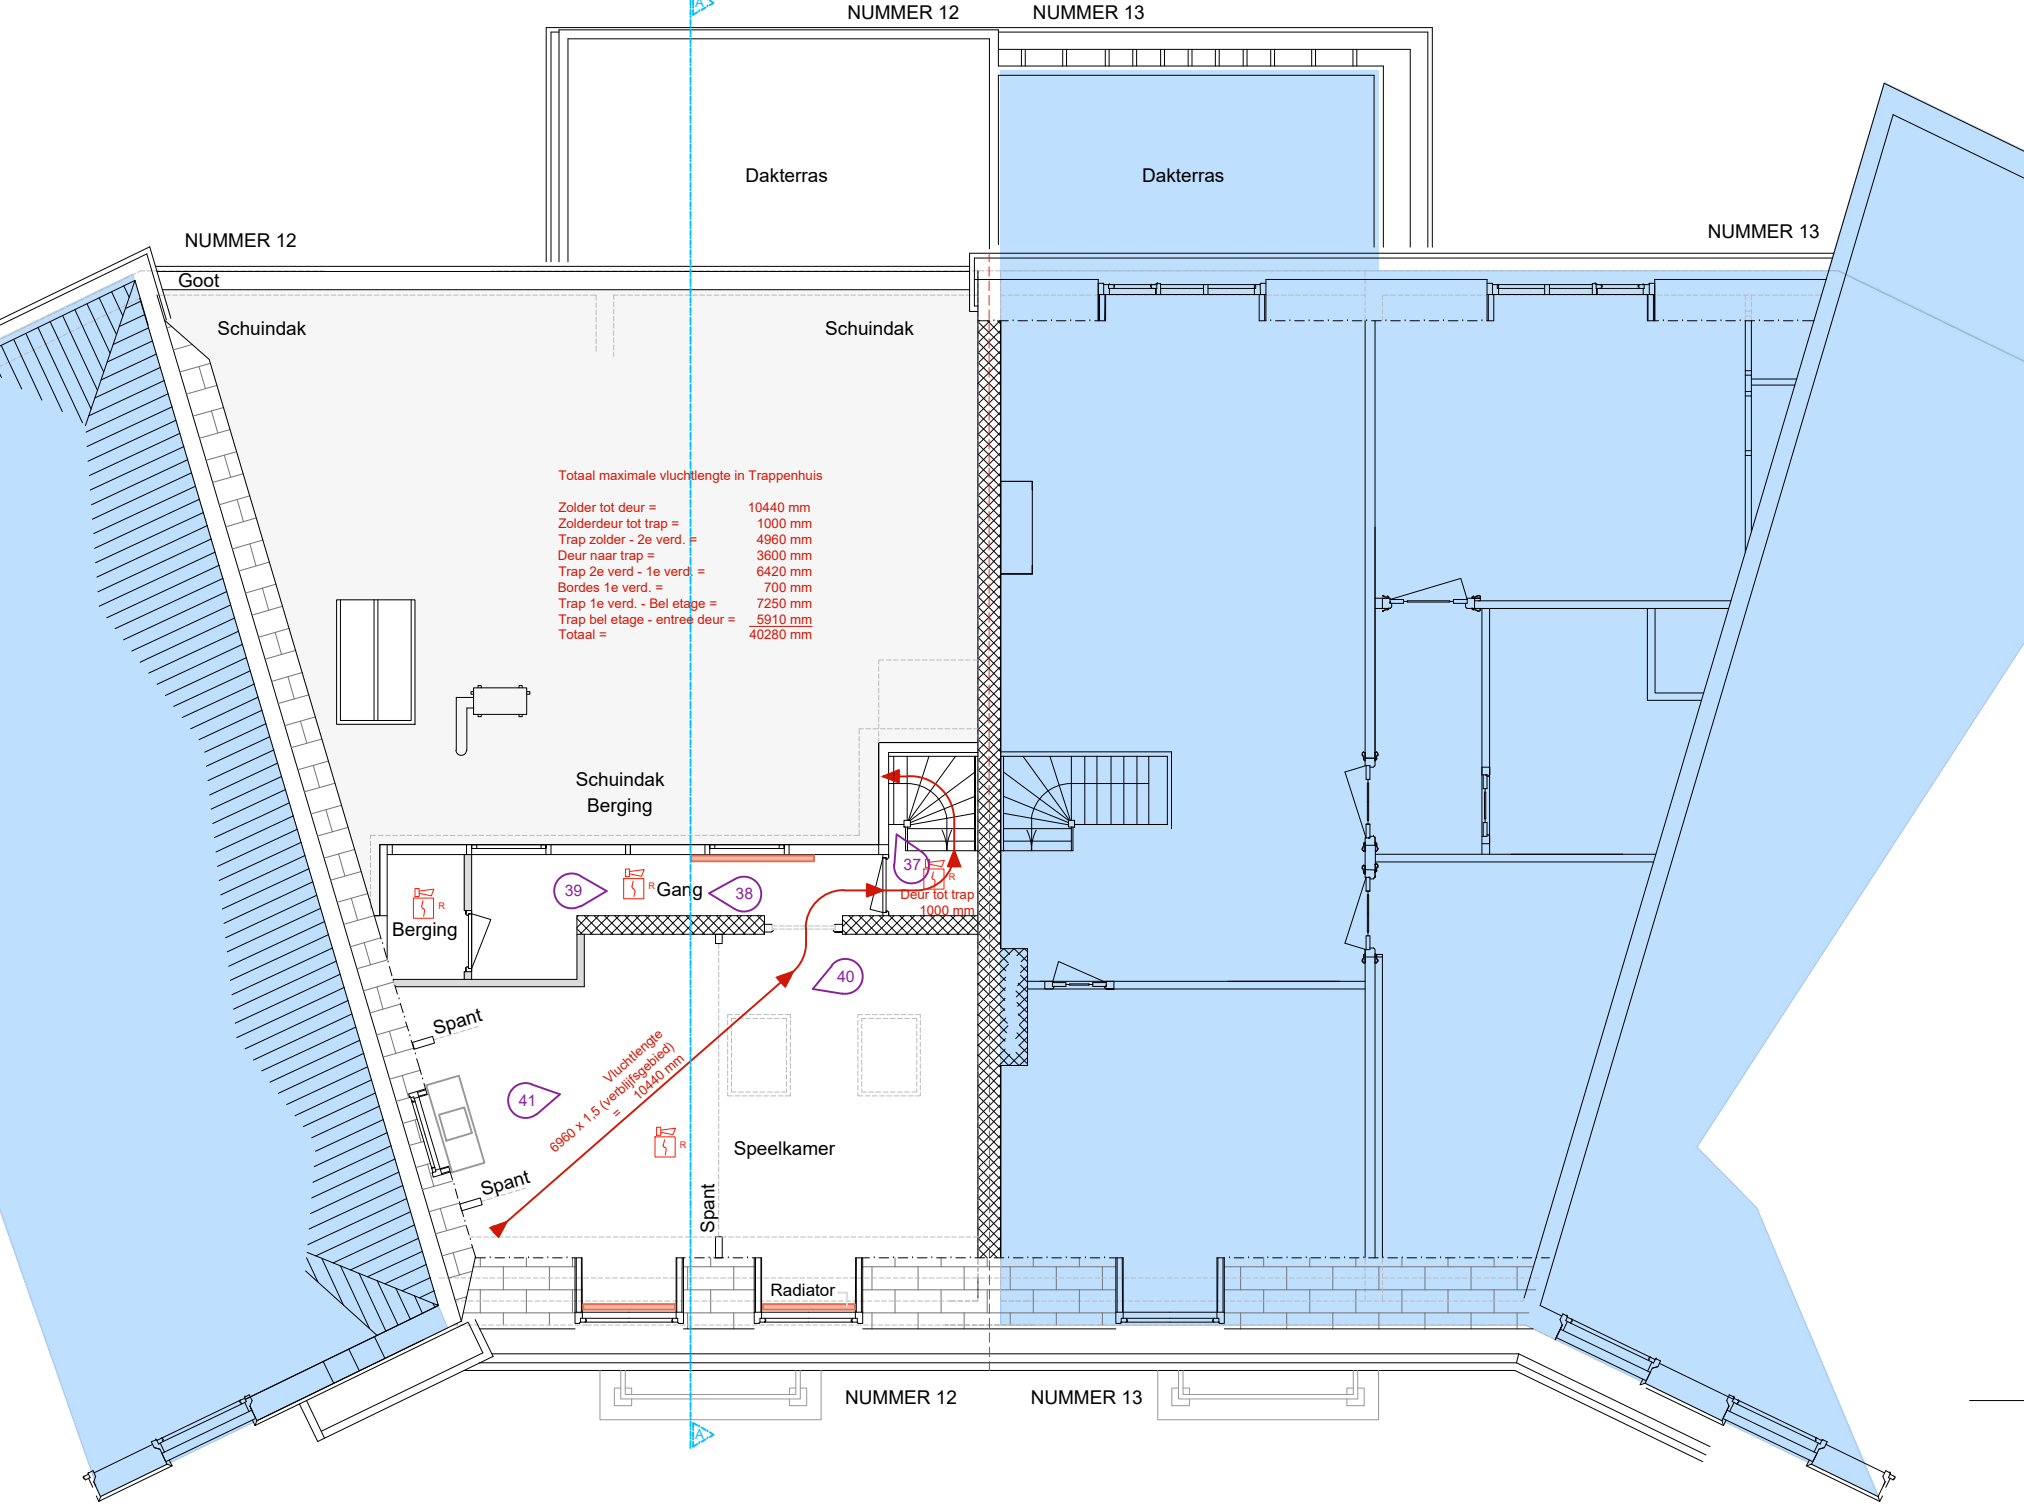 A
NUMMER 12
NUMMER 13
Dakterras
Dakterras
NUMMER 12
NUMMER 13
Goot
Schuindak
Schuindak
Totaal maximale vluchtlengte in Trappenhuis
Zolder tot deur = 10440 mm
Zolderdeur tot trap = 1000 mm
Trap zolder - 2e verd. = 4960 mm
Deur naar trap = 3600 mm
Trap 2e verd - 1e verd. = 6420 mm
Bordes 1e verd. = 700 mm
Trap 1e verd. - Bel etage = 7250 mm
Trap bel etage - entree deur = 5910 mm
Totaal = 40280 mm
Schuindak
Berging
37
R
Deur tot trap
1000 mm
39
R
Gang
38
R
Berging
40
Spant
Vluchtlengte
6960 x 1,5 (verblijfsgebied)
= 10440 mm
41
R
Speelkamer
Spant
Spant
Radiator
NUMMER 12
NUMMER 13
A